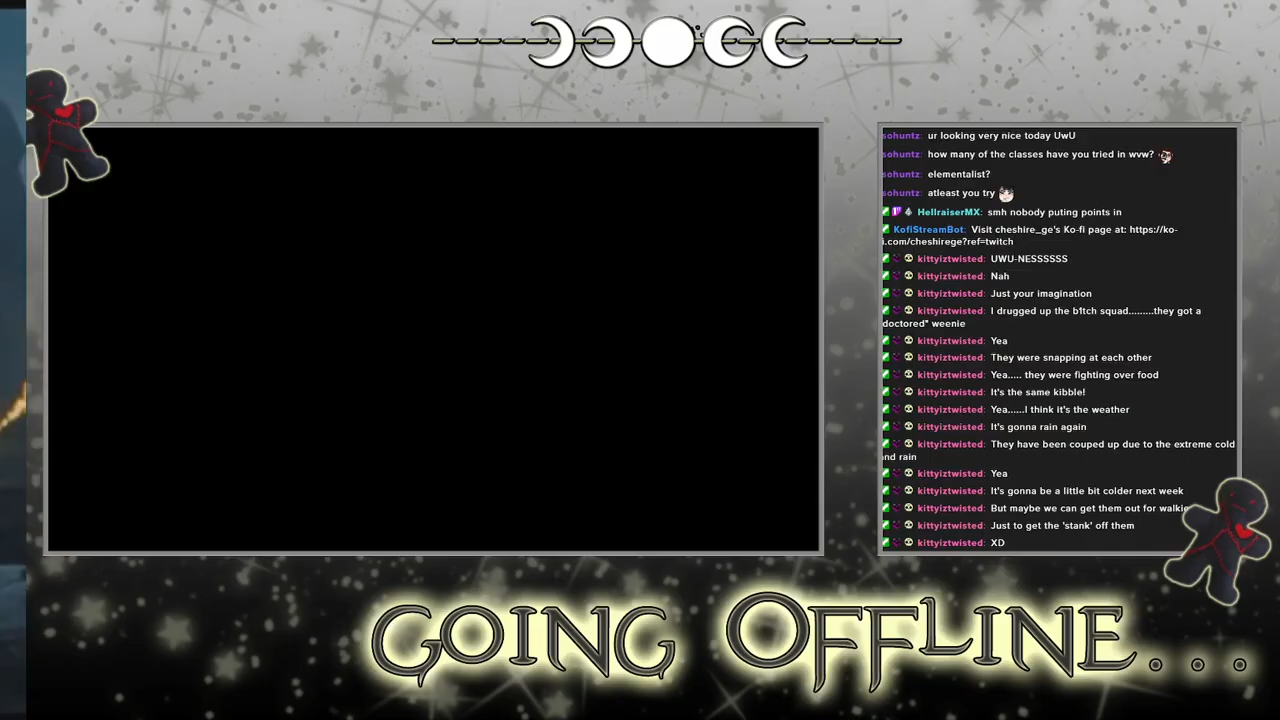 sohuntz: ur looking very nice today UwU
sohuntz: how many of the classes have you tried in wvw?
sohuntz: elementalist?
sohuntz: atleast you try
HellraiserMX: smh nobody puting points in
KofiStreamBot: Visit cheshire_ge's Ko-fi page at: https://ko-
i.com/cheshirege?ref=twitch
kittyiztwisted: UWU-NESSSSSS
kittyiztwisted: Nah
kittyiztwisted: Just your imagination
kittyiztwisted: I drugged up the b1tch squad.........they got a
doctored" weenie
kittyiztwisted: Yea
kittyiztwisted: They were snapping at each other
kittyiztwisted: Yea..... they were fighting over food
kittyiztwisted: It's the same kibble!
kittyiztwisted: Yea......I think it's the weather
kittyiztwisted: It's gonna rain again
kittyiztwisted: They have been couped up due to the extreme cold
nd rain
kittyiztwisted: Yea
kittyiztwisted: It's gonna be a little bit colder next week
kittyiztwisted: But maybe we can get them out for walkie
kittyiztwisted: Just to get the 'stank' off them
kittyiztwisted: XD
GOING OFFLINE...